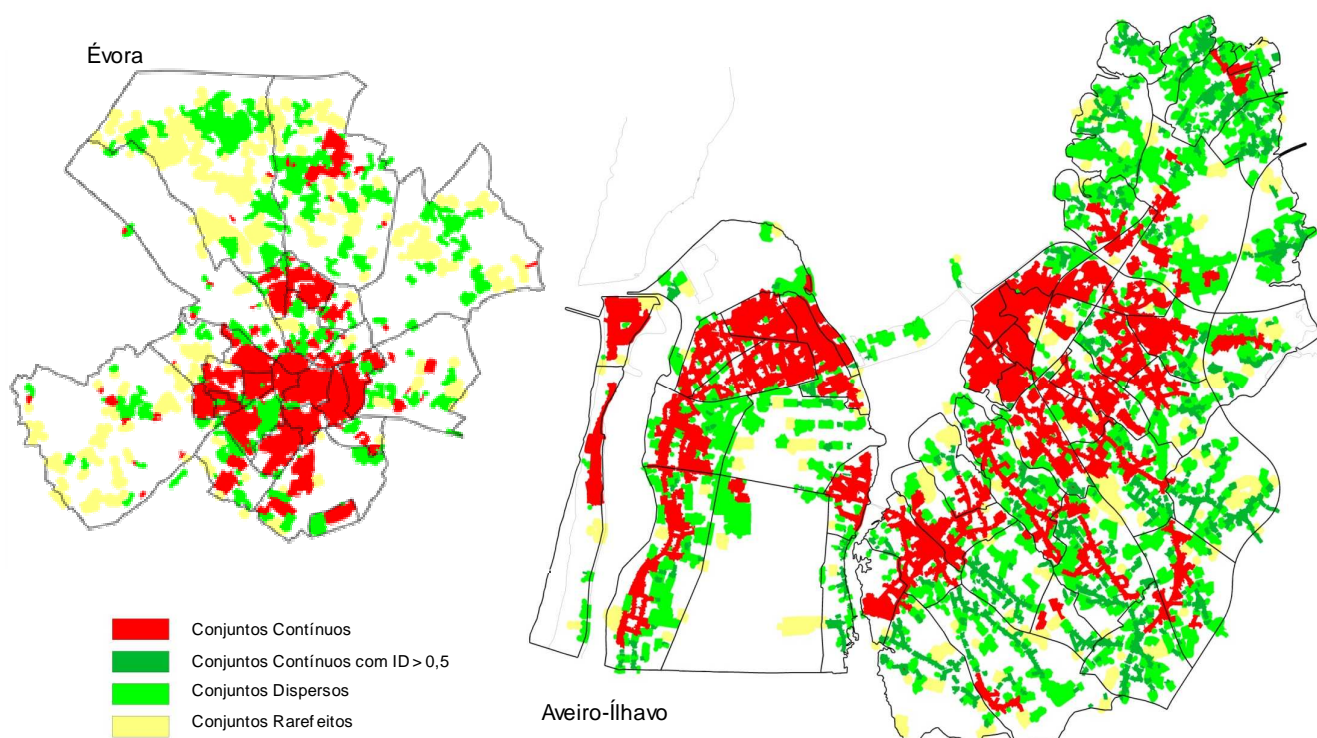 Évora
Conjuntos Contínuos
Conjuntos Contínuos com ID > 0,5
Conjuntos Dispersos
Conjuntos Rarefeitos
Aveiro-Ílhavo